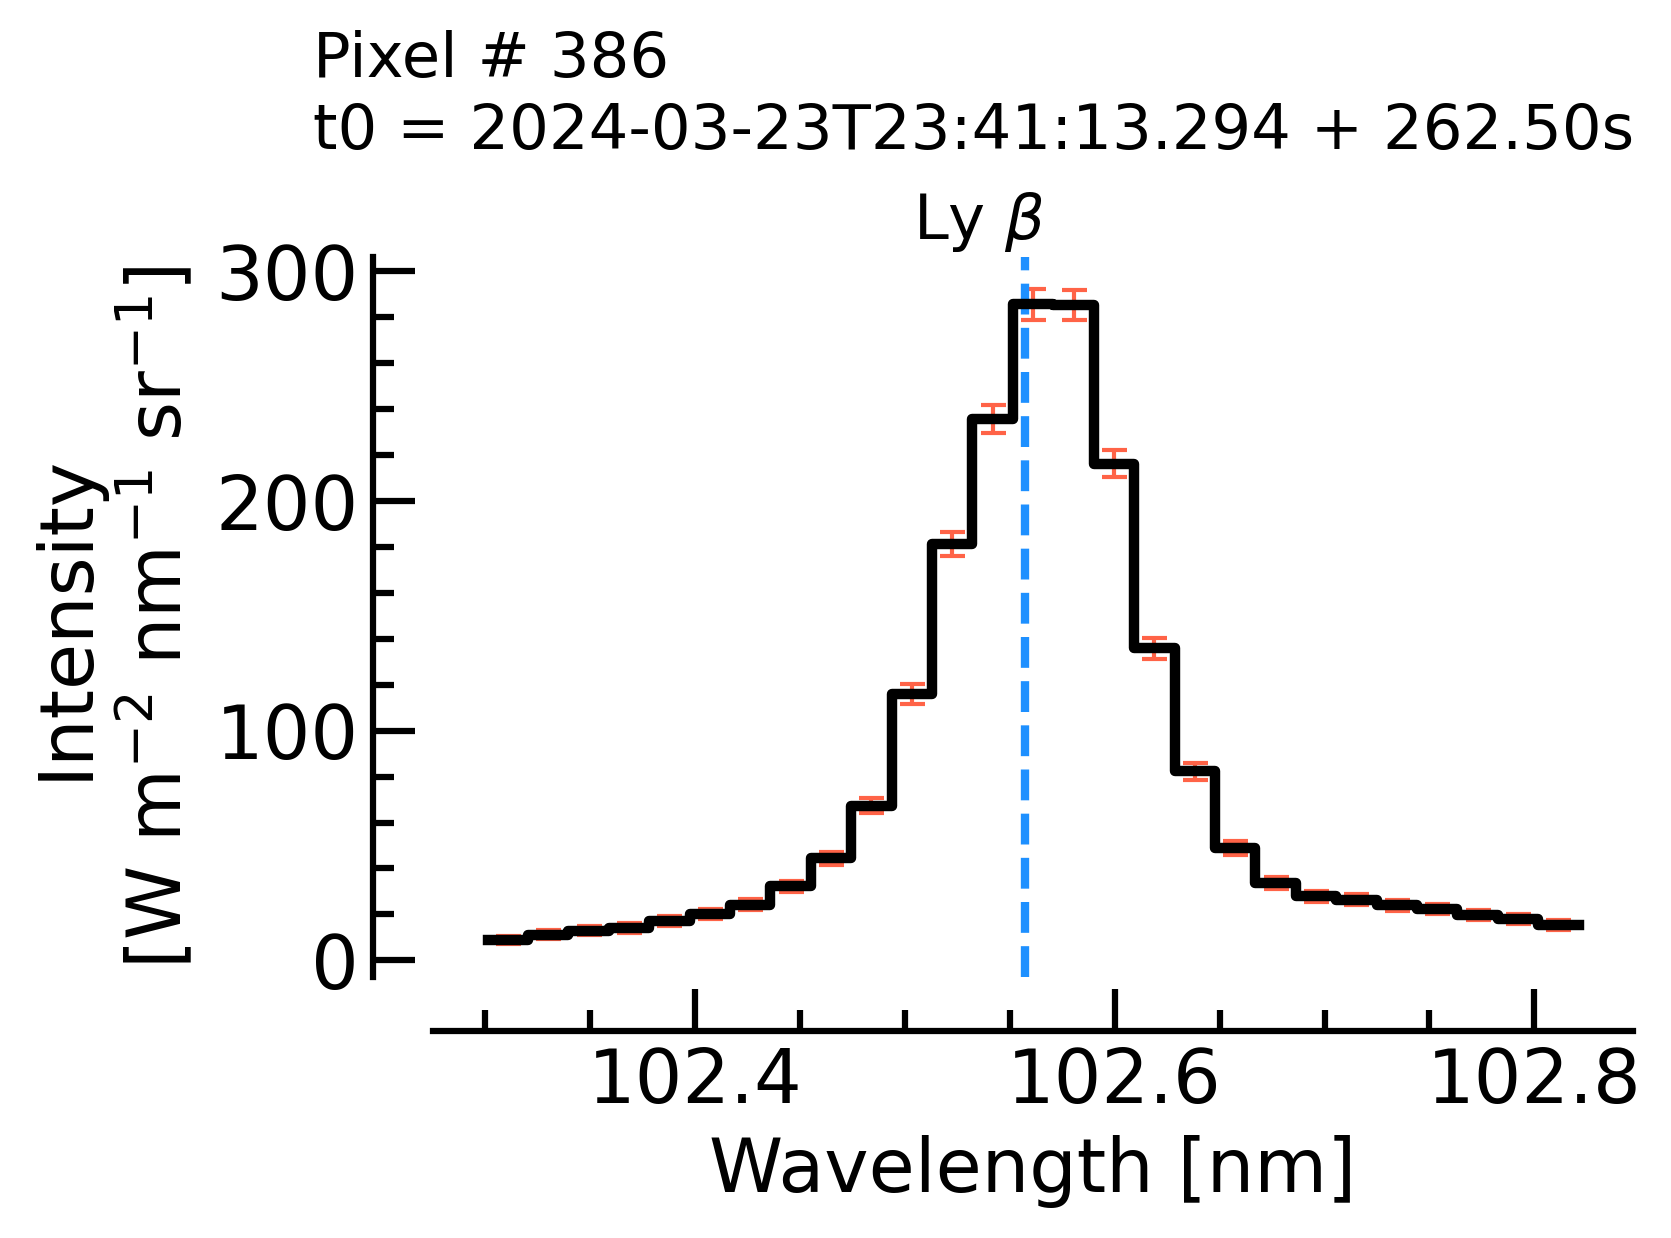 Pixel # 386
t0 = 2024-03-23T23:41:13.294 + 262.50s
Ly β
300
200
100
0
Intensity
[W m⁻² nm⁻¹ sr⁻¹]
102.4 102.6 102.8
Wavelength [nm]